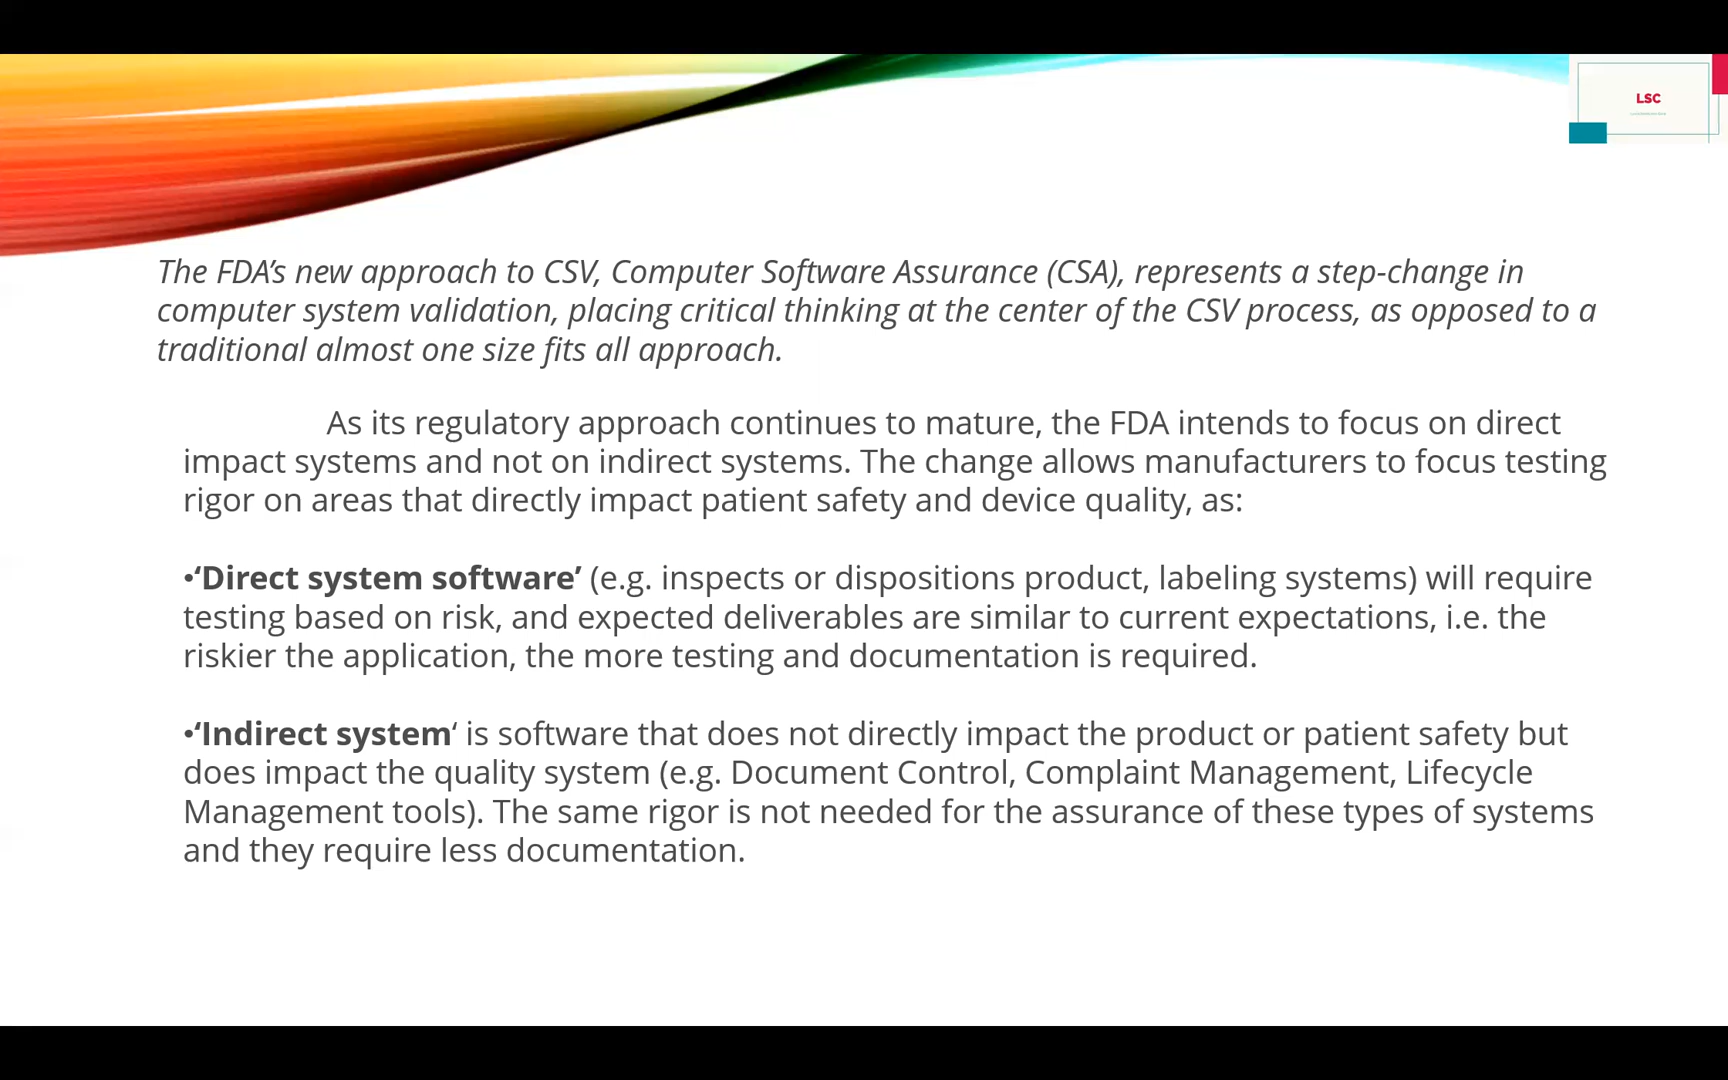 LSC
The FDA’s new approach to CSV, Computer Software Assurance (CSA), represents a step-change in
computer system validation, placing critical thinking at the center of the CSV process, as opposed to a
traditional almost one size fits all approach.
As its regulatory approach continues to mature, the FDA intends to focus on direct
impact systems and not on indirect systems. The change allows manufacturers to focus testing
rigor on areas that directly impact patient safety and device quality, as:
•‘Direct system software’ (e.g. inspects or dispositions product, labeling systems) will require
testing based on risk, and expected deliverables are similar to current expectations, i.e. the
riskier the application, the more testing and documentation is required.
•‘Indirect system‘ is software that does not directly impact the product or patient safety but
does impact the quality system (e.g. Document Control, Complaint Management, Lifecycle
Management tools). The same rigor is not needed for the assurance of these types of systems
and they require less documentation.